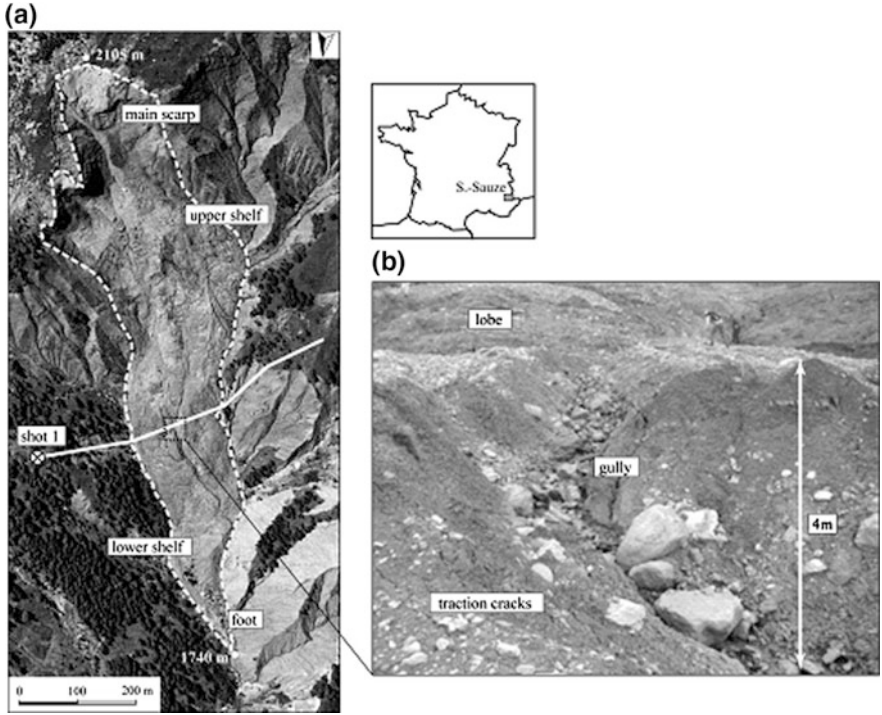 (a)
2105 m
main scarp
upper shelf
shot 1
lower shelf
foot
1740 m
0 100 200 m
S.-Sauze
(b)
lobe
gully
4m
traction cracks